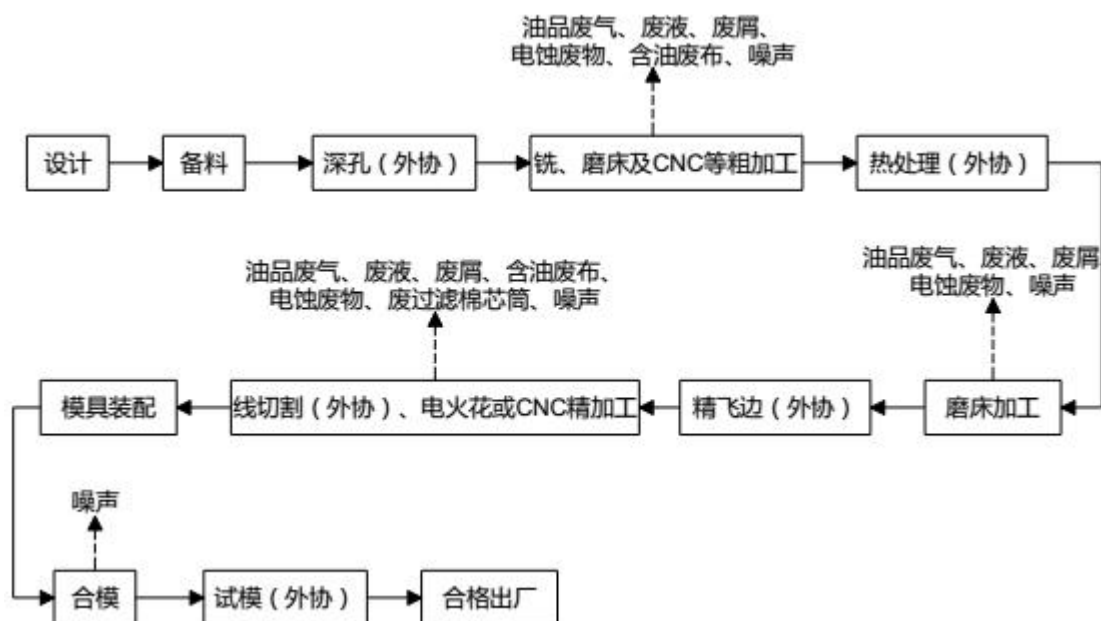 油品废气、废液、废屑、
电蚀废物、含油废布、噪声
设计
备料
深孔（外协）
铣、磨床及CNC等粗加工
热处理（外协）
油品废气、废液、废屑、含油废布、
电蚀废物、废过滤棉芯筒、噪声
油品废气、废液、废屑
电蚀废物、噪声
模具装配
线切割（外协）、电火花或CNC精加工
精飞边（外协）
磨床加工
噪声
合模
试模（外协）
合格出厂